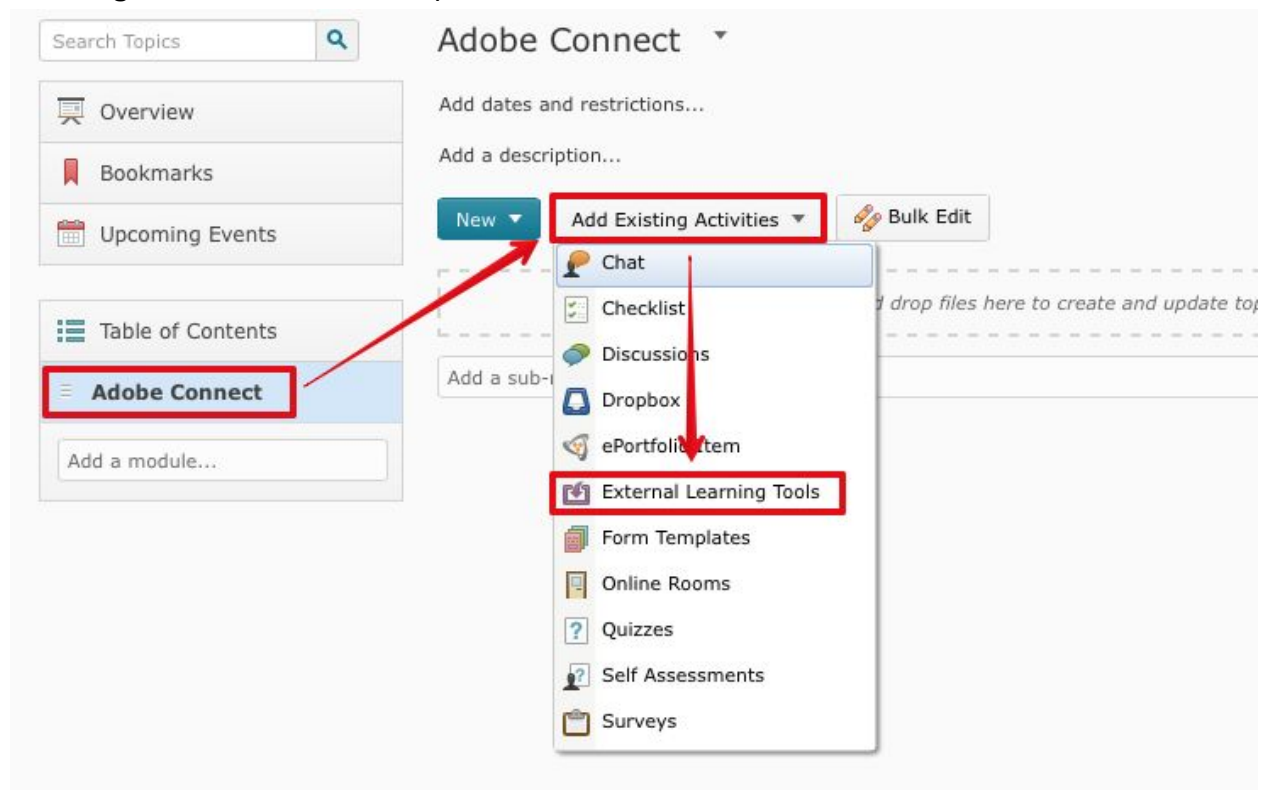 Search Topics
Overview
Bookmarks
Upcoming Events
Table of Contents
Adobe Connect
Add a module...
Adobe Connect
Add dates and restrictions...
Add a description...
New Add Existing Activities Bulk Edit
Chat
Checklist
drop files here to create and update
Discussions
Add a sub-
Dropbox
ePortfolio Item
External Learning Tools
Form Templates
Online Rooms
Quizzes
Self Assessments
Surveys